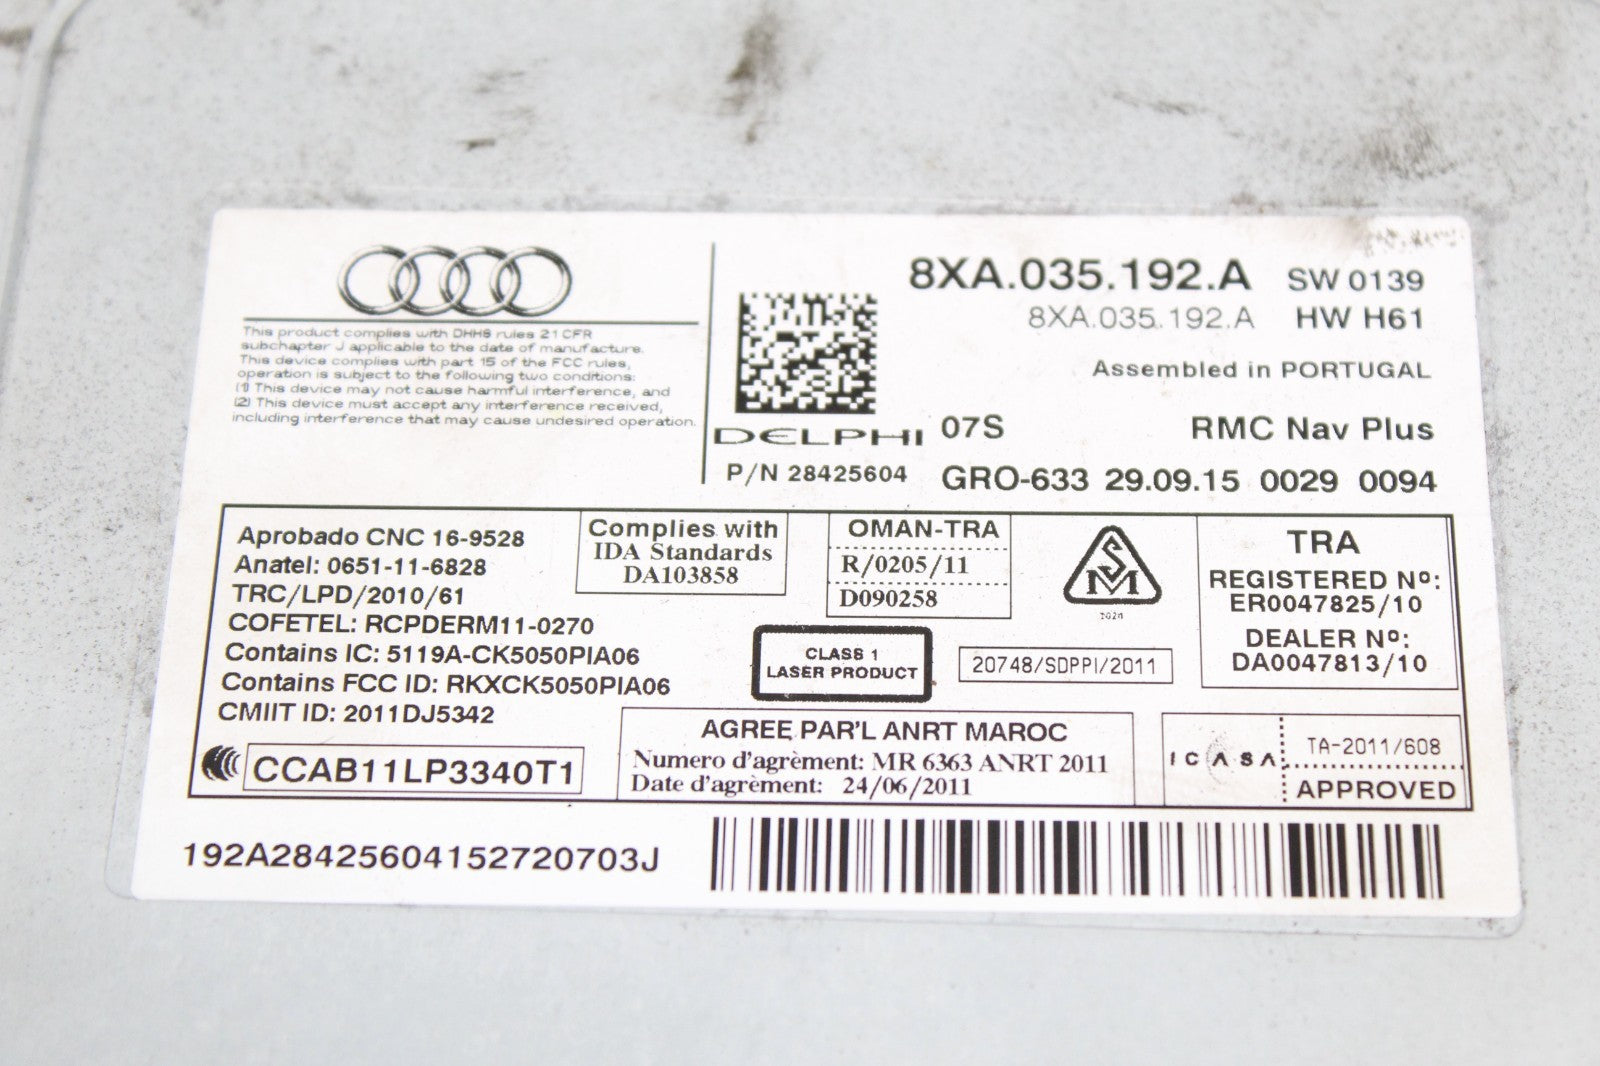 This product complies with DHHS rules 21 CFR
subchapter J applicable to the date of manufacture.
This device complies with part 15 of the FCC rules,
operation is subject to the following two conditions:
(1) This device may not cause harmful interference, and
(2) This device must accept any interference received,
including interference that may cause undesired operation.
8XA.035.192.A SW 0139
8XA.035.192.A HW H61
Assembled in PORTUGAL
DELPHI 07S RMC Nav Plus
P/N 28425604 GRO-633 29.09.15 0029 0094
Aprobado CNC 16-9528
Anatel: 0651-11-6828
TRC/LPD/2010/61
COFETEL: RCPDERM11-0270
Contains IC: 5119A-CK5050PIA06
Contains FCC ID: RKXCK5050PIA06
CMIIT ID: 2011DJ5342
CCAB11LP3340T1
Complies with
IDA Standards
DA103858
OMAN-TRA
R/0205/11
D090258
SM
TRA
REGISTERED Nº:
ER0047825/10
DEALER Nº:
DA0047813/10
CLASS 1
LASER PRODUCT
20748/SDPPI/2011
AGREE PAR'L ANRT MAROC
Numero d'agrèment: MR 6363 ANRT 2011
Date d'agrèment: 24/06/2011
ICASA
TA-2011/608
APPROVED
192A28425604152720703J